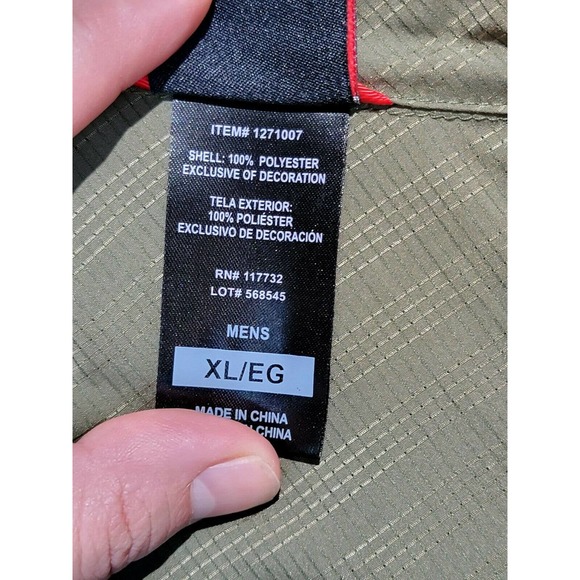 ITEM# 1271007
SHELL: 100% POLYESTER
EXCLUSIVE OF DECORATION
TELA EXTERIOR:
100% POLIÉSTER
EXCLUSIVO DE DECORACIÓN
RN# 117732
LOT# 568545
MENS
XL/EG
MADE IN CHINA
CHINA